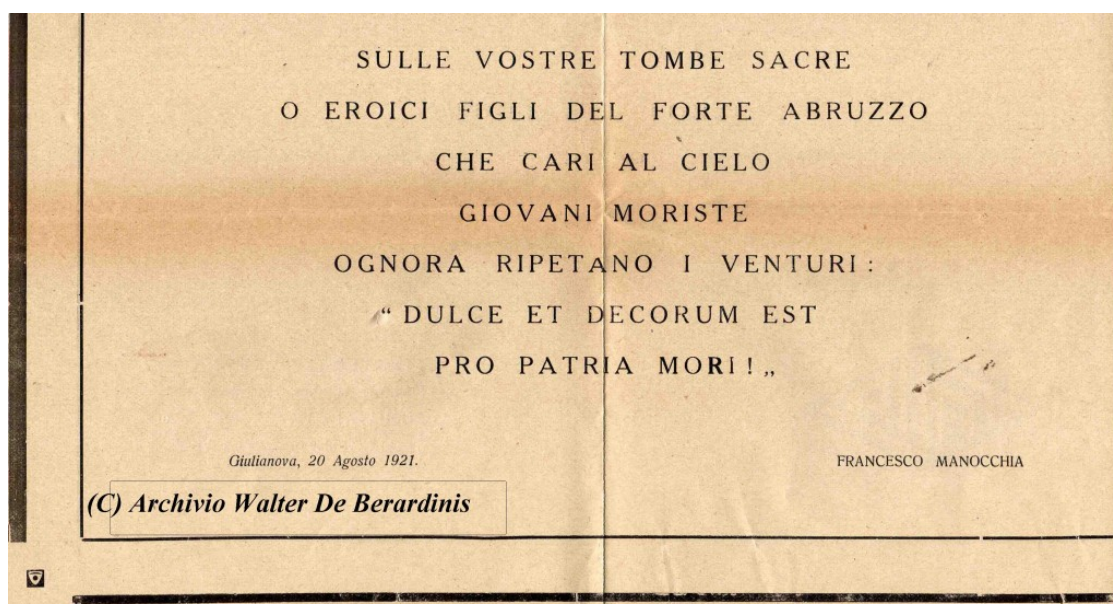 SULLE VOSTRE TOMBE SACRE
O EROICI FIGLI DEL FORTE ABRUZZO
CHE CARI AL CIELO
GIOVANI MORISTE
OGNORA RIPETANO I VENTURI:
“ DULCE ET DECORUM EST
PRO PATRIA MORI! „
Giulianova, 20 Agosto 1921.
FRANCESCO MANOCCHIA
(C) Archivio Walter De Berardinis